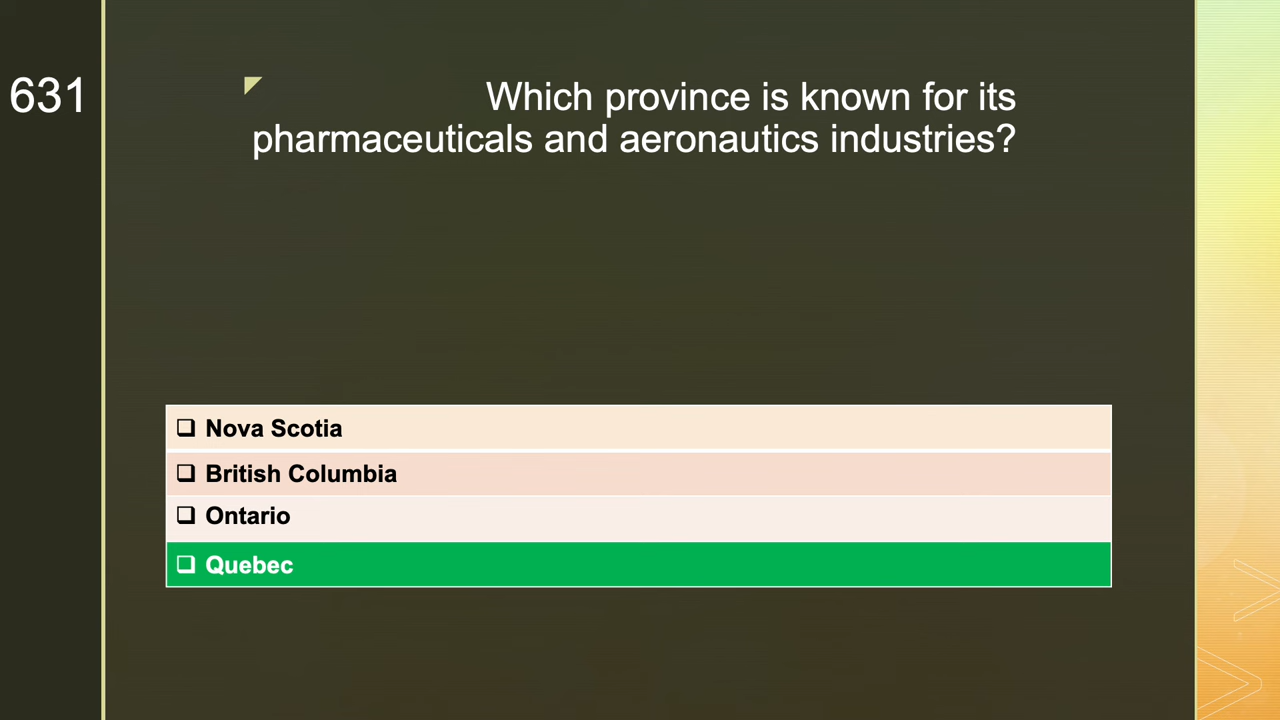 631
Which province is known for its
pharmaceuticals and aeronautics industries?
❑ Nova Scotia
❑ British Columbia
❑ Ontario
❑ Quebec